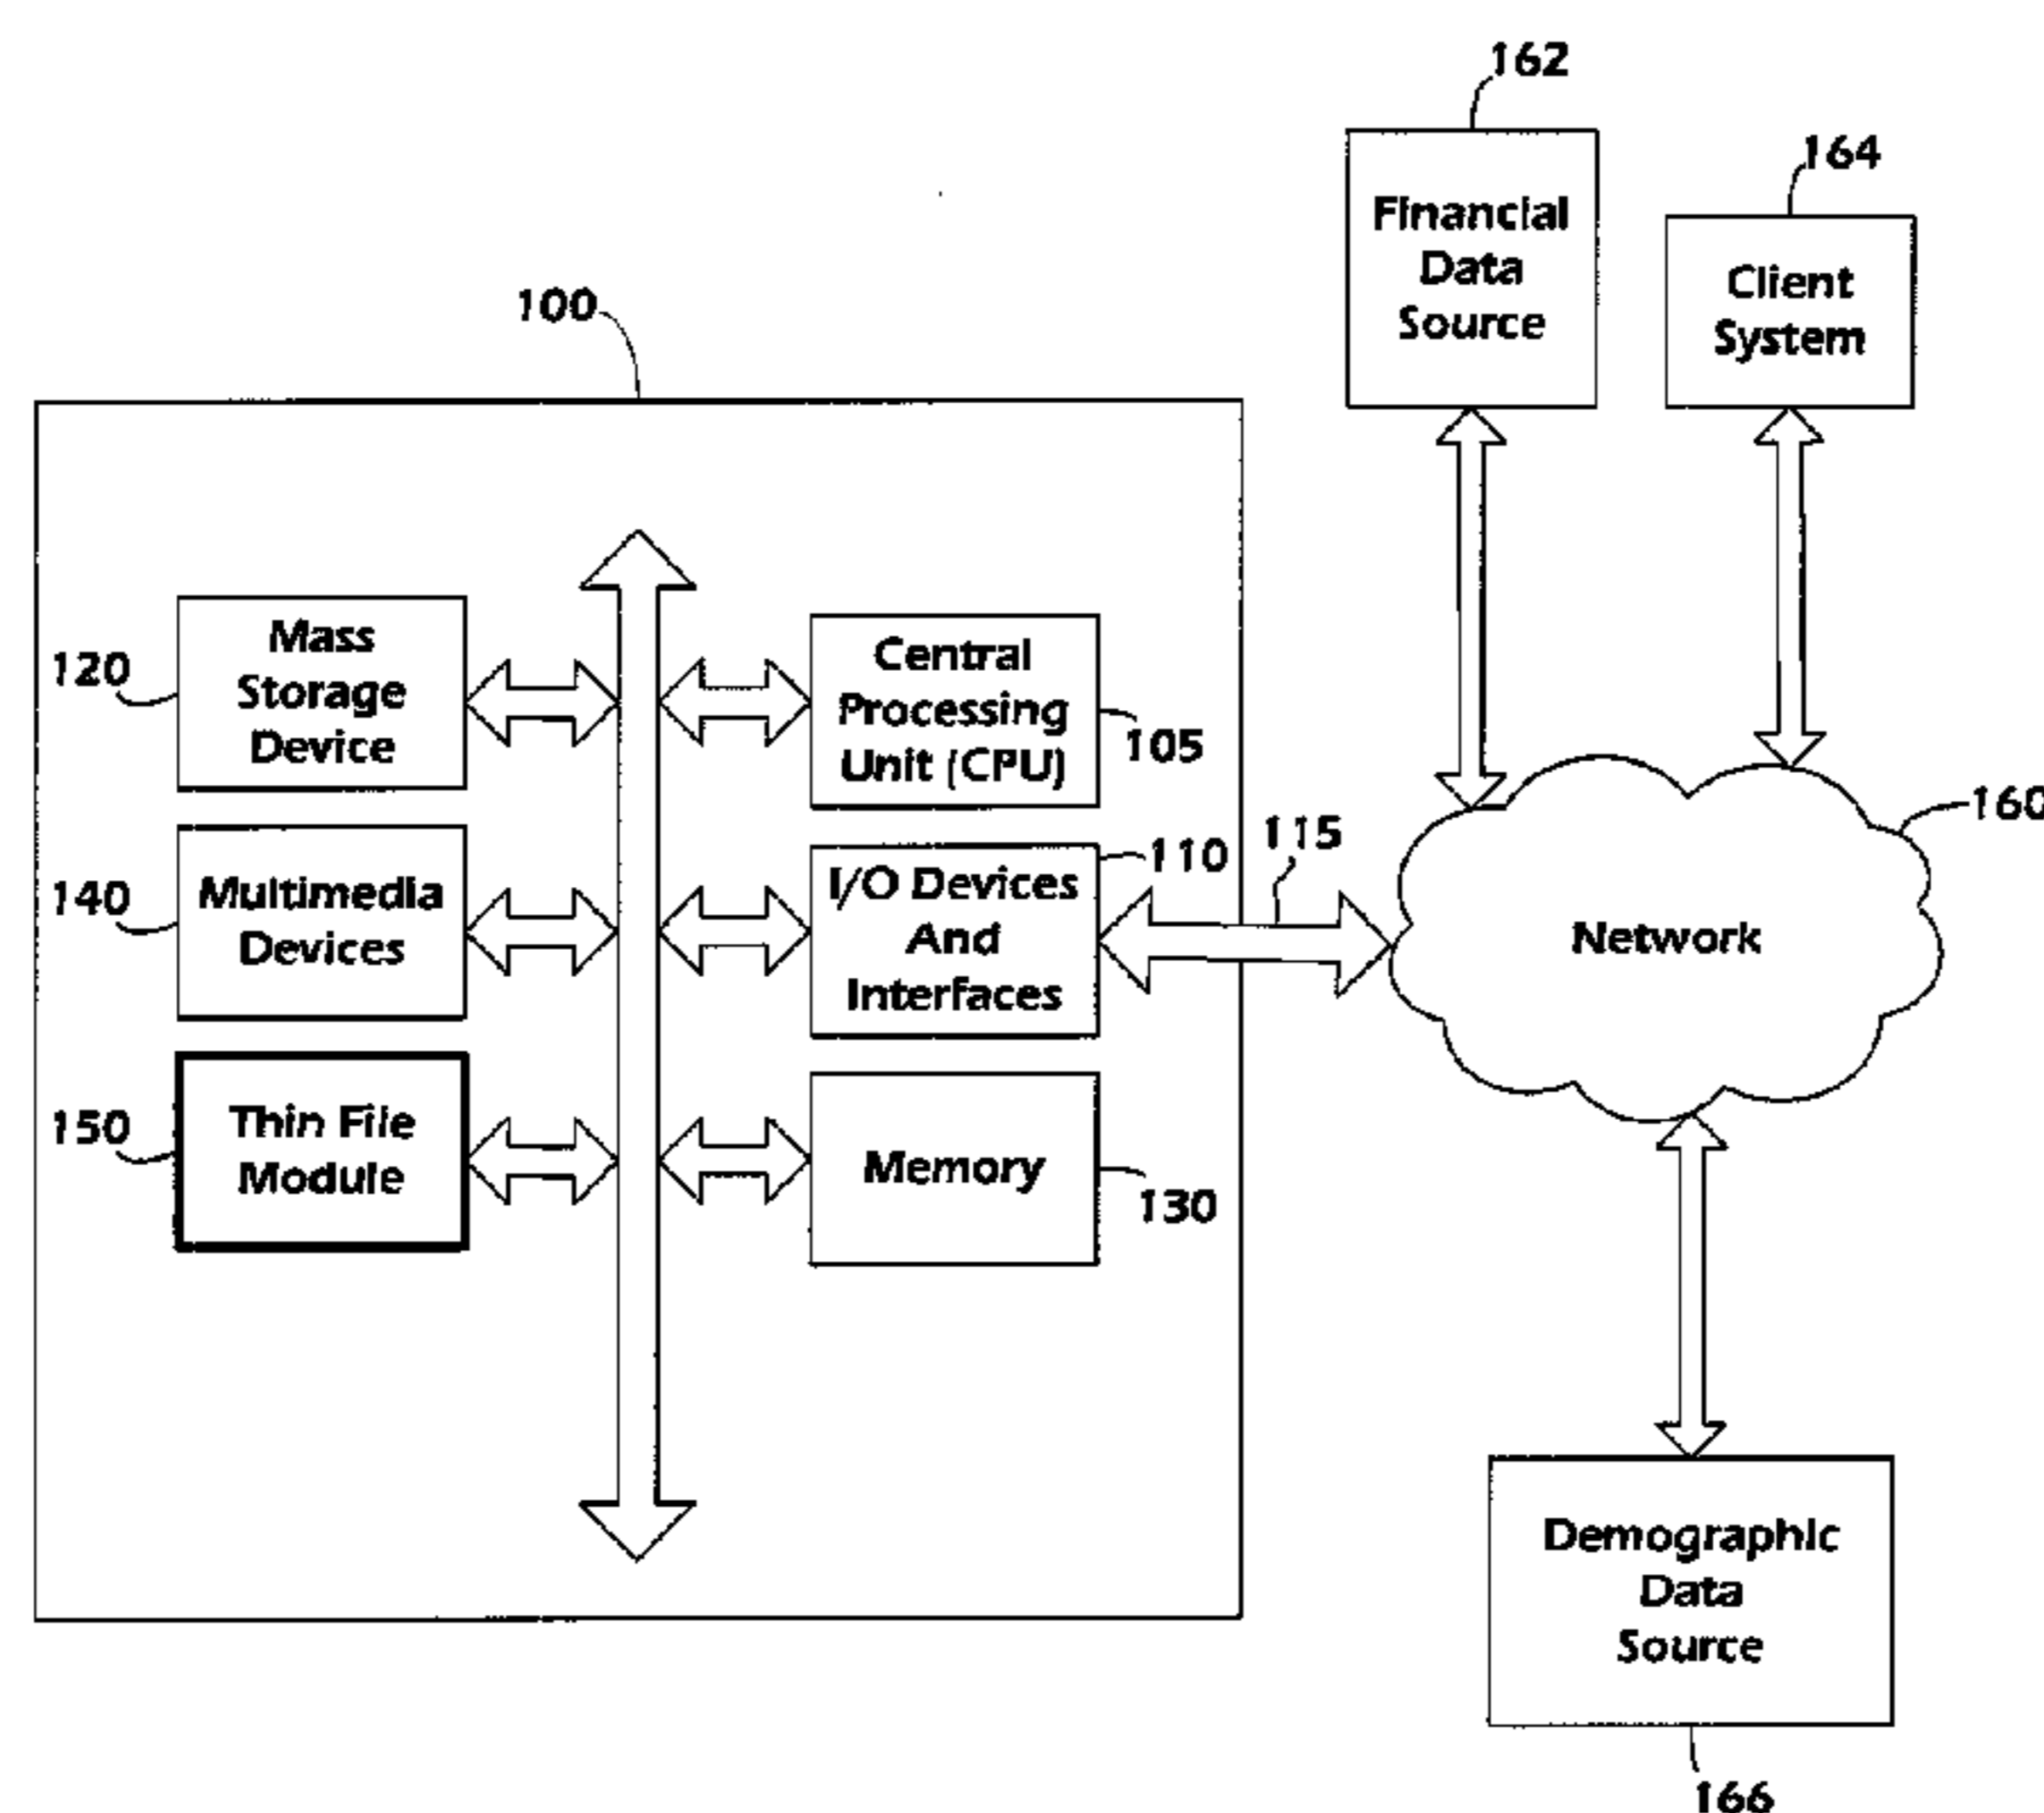 162
164
Financial
Data
Source
Client
System
100
120
Mass
Storage
Device
Central
Processing
Unit (CPU)
105
160
140
Multimedia
Devices
I/O Devices
And
Interfaces
110
115
Network
150
Thin File
Module
Memory
130
Demographic
Data
Source
166